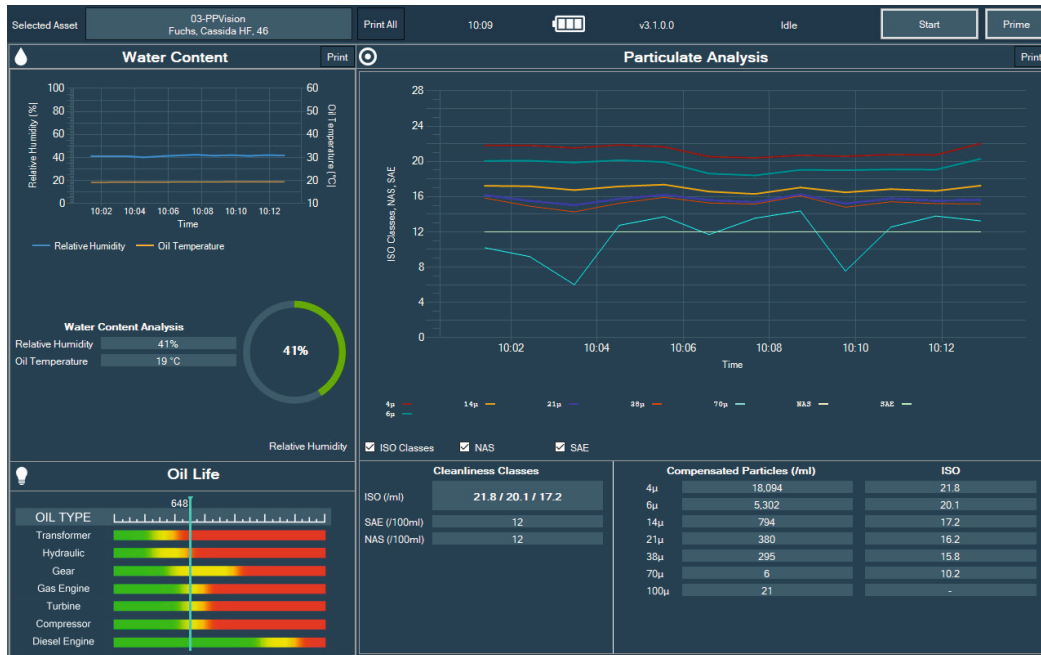 Selected Asset
03-PPVision
Fuchs, Cassida HF, 46
Print All
10:09
v3.1.0.0
Idle
Start
Prime
Water Content
Print
100
80
60
40
20
0
Relative Humidity [%]
60
50
40
30
20
10
Oil Temperature [°C]
10:02 10:04 10:06 10:08 10:10 10:12
Time
Relative Humidity Oil Temperature
Water Content Analysis
Relative Humidity 41%
Oil Temperature 19 °C
41%
Relative Humidity
Oil Life
648
OIL TYPE
Transformer
Hydraulic
Gear
Gas Engine
Turbine
Compressor
Diesel Engine
Particulate Analysis
Print
28
24
20
16
12
8
4
0
ISO Classes, NAS, SAE
10:02 10:04 10:06 10:08 10:10 10:12
Time
4μ 14μ 21μ 38μ 70μ NAS SAE
6μ
ISO Classes NAS SAE
Cleanliness Classes
ISO (/ml) 21.8 / 20.1 / 17.2
SAE (/100ml) 12
NAS (/100ml) 12
Compensated Particles (/ml) ISO
4μ 18,094 21.8
6μ 5,302 20.1
14μ 794 17.2
21μ 380 16.2
38μ 295 15.8
70μ 6 10.2
100μ 21 -